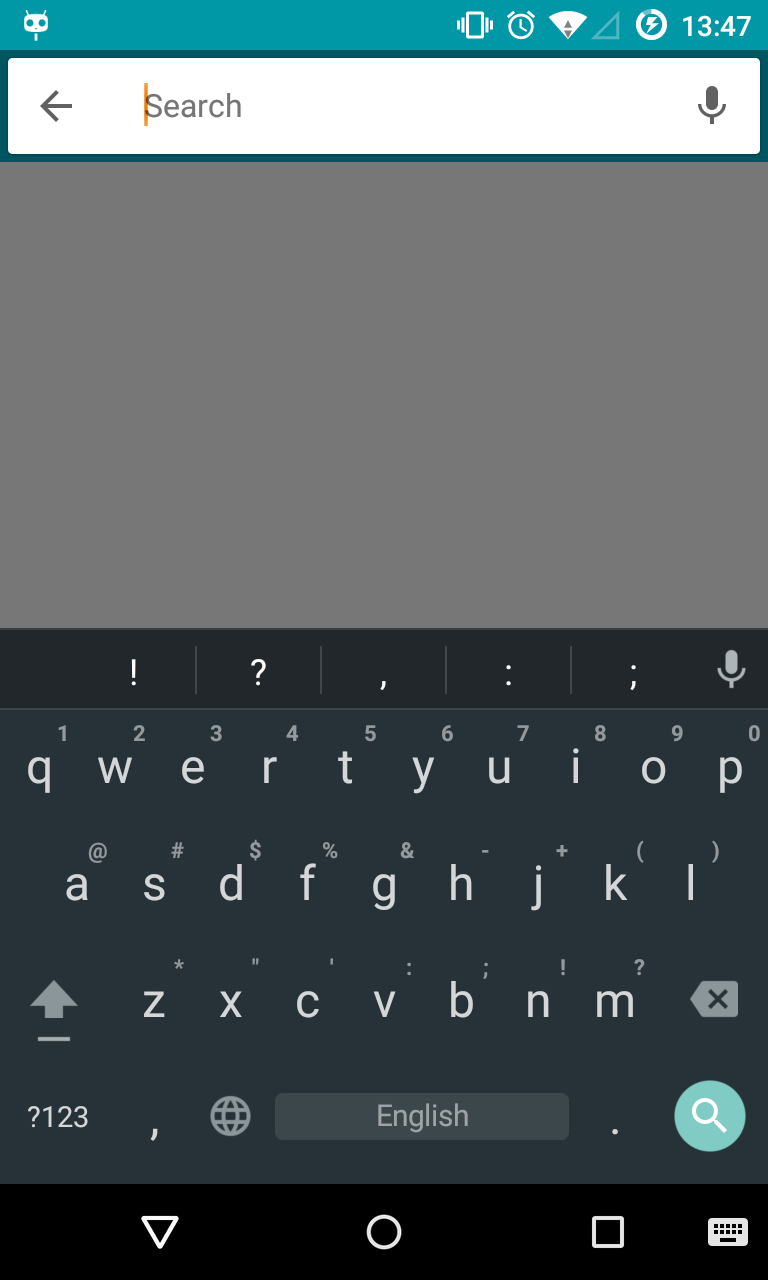 13:47
Search
! ? , : ;
1 2 3 4 5 6 7 8 9 0
q w e r t y u i o p
@ # $ % & - + ( )
a s d f g h j k l
* " ' : ; ! ?
z x c v b n m
?123 , English .